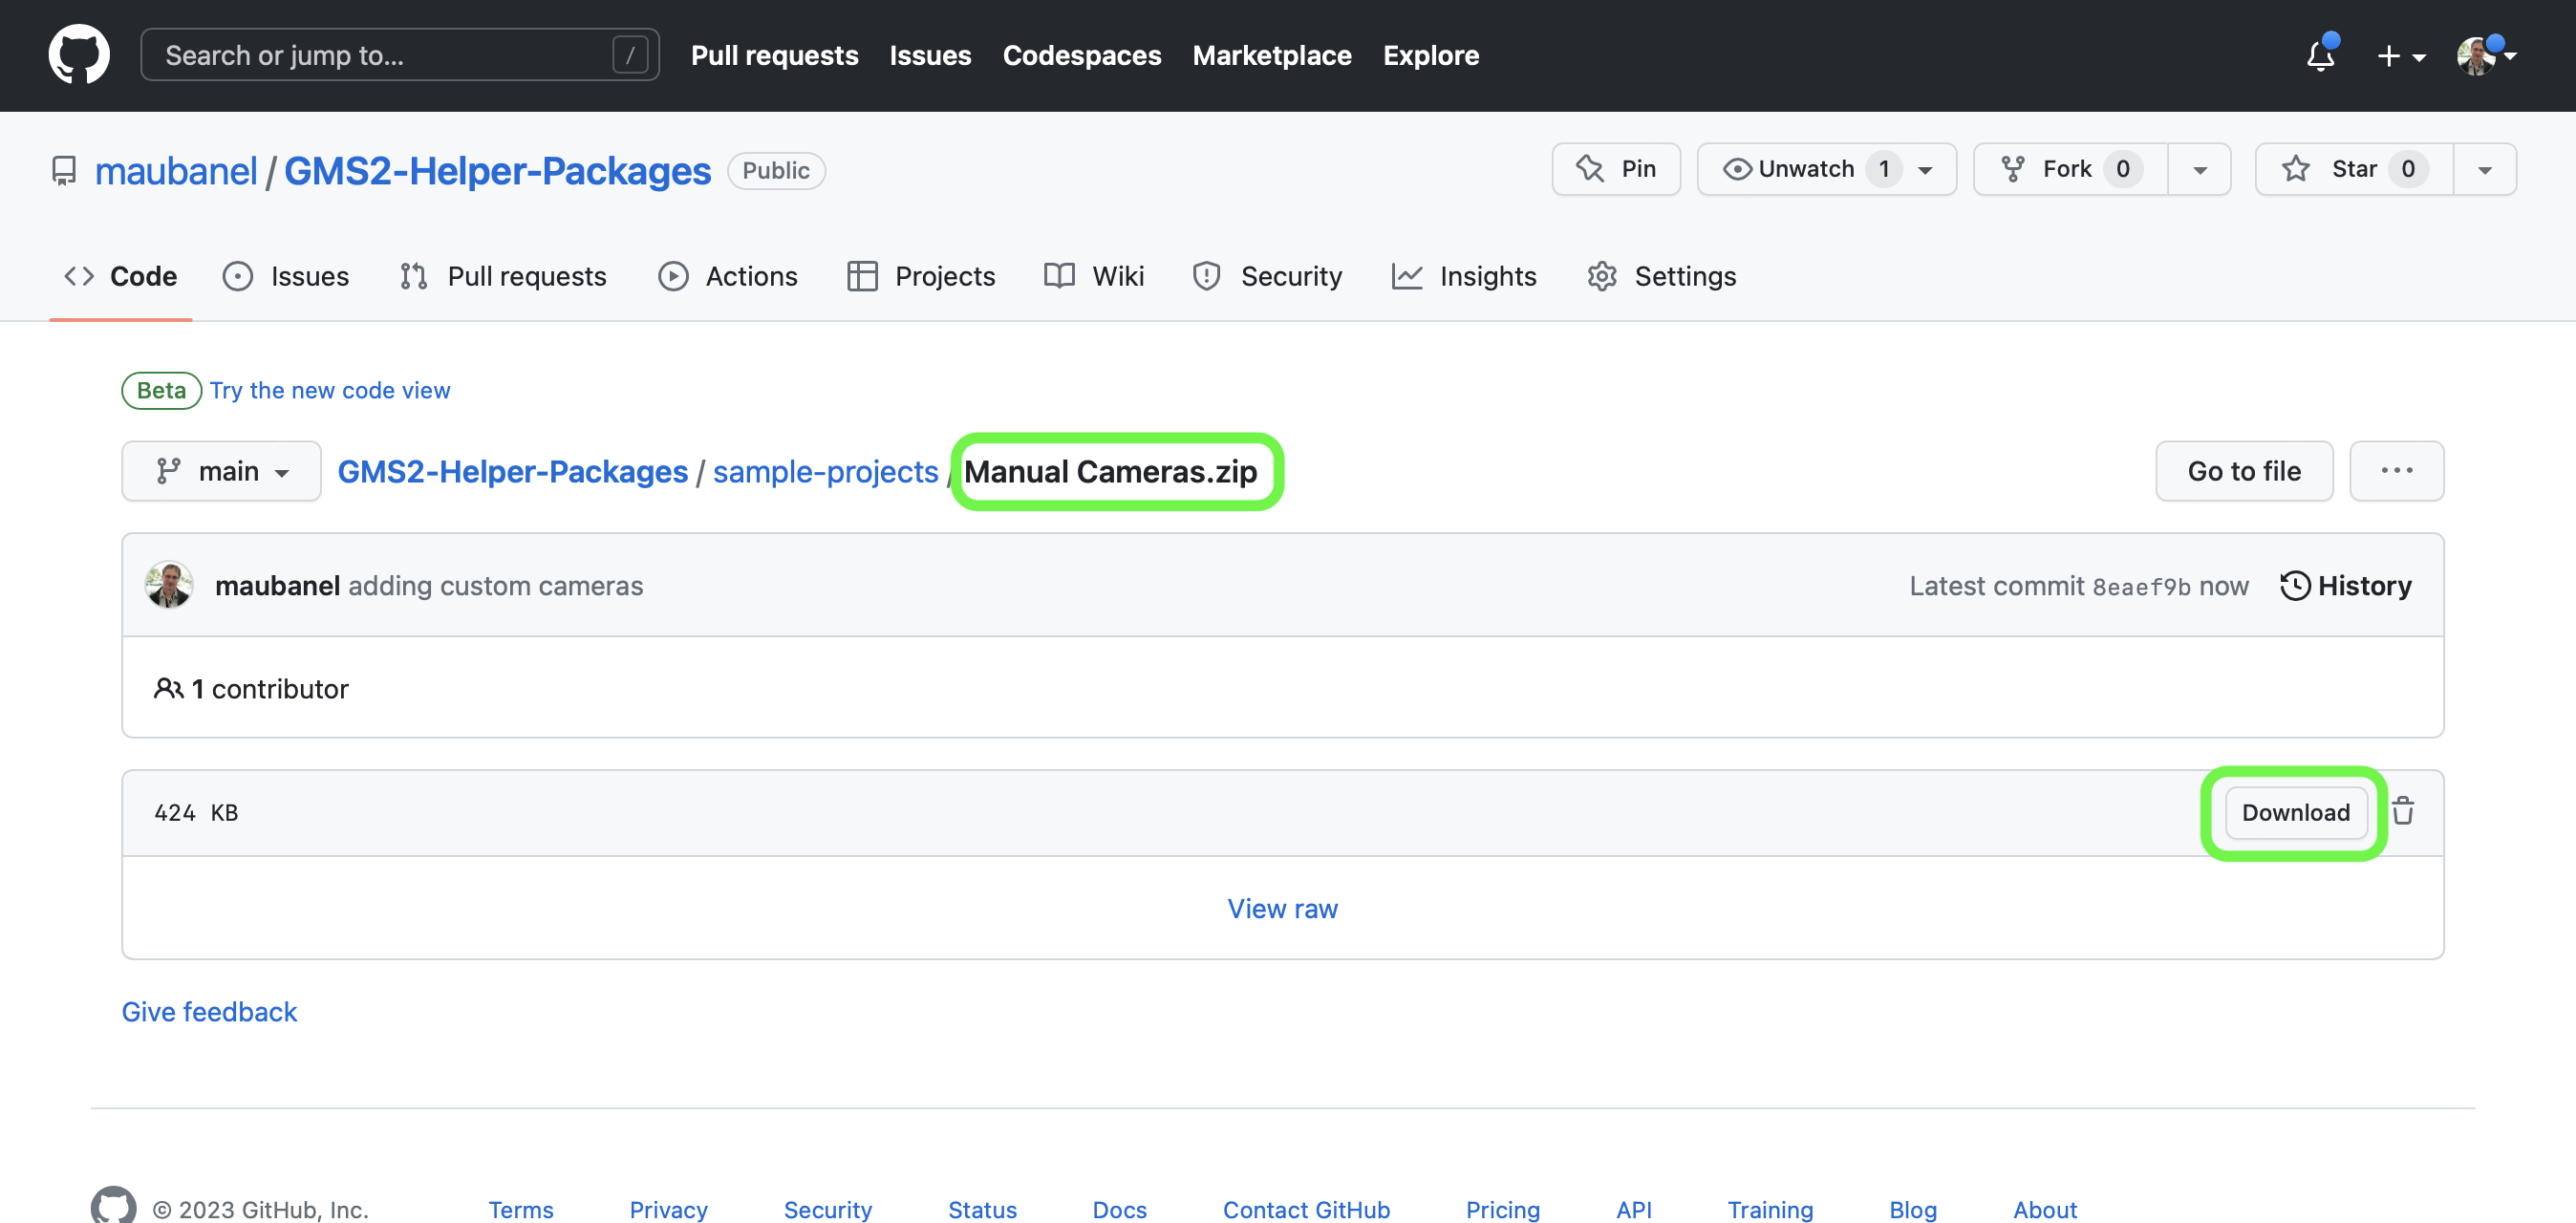 Search or jump to... / Pull requests Issues Codespaces Marketplace Explore
maubanel / GMS2-Helper-Packages Public Pin Unwatch 1 Fork 0 Star 0
Code Issues Pull requests Actions Projects Wiki Security Insights Settings
Beta Try the new code view
main GMS2-Helper-Packages / sample-projects / Manual Cameras.zip Go to file ...
maubanel adding custom cameras Latest commit 8eaef9b now History
1 contributor
424 KB Download
View raw
Give feedback
© 2023 GitHub, Inc. Terms Privacy Security Status Docs Contact GitHub Pricing API Training Blog About